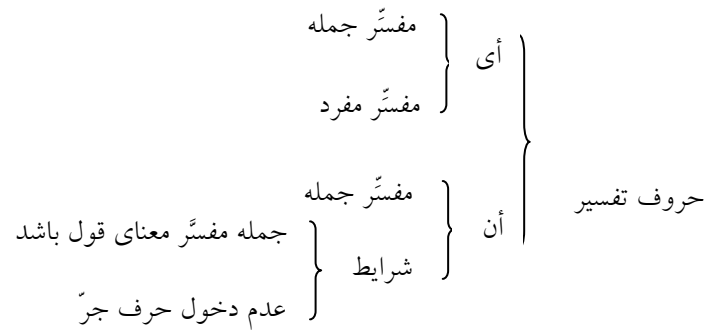 مفسِّر جمله
أی
مفسِّر مفرد
حروف تفسیر
مفسِّر جمله
أن
جمله مفسَّر معنای قول باشد
شرایط
عدم دخول حرف جرّ